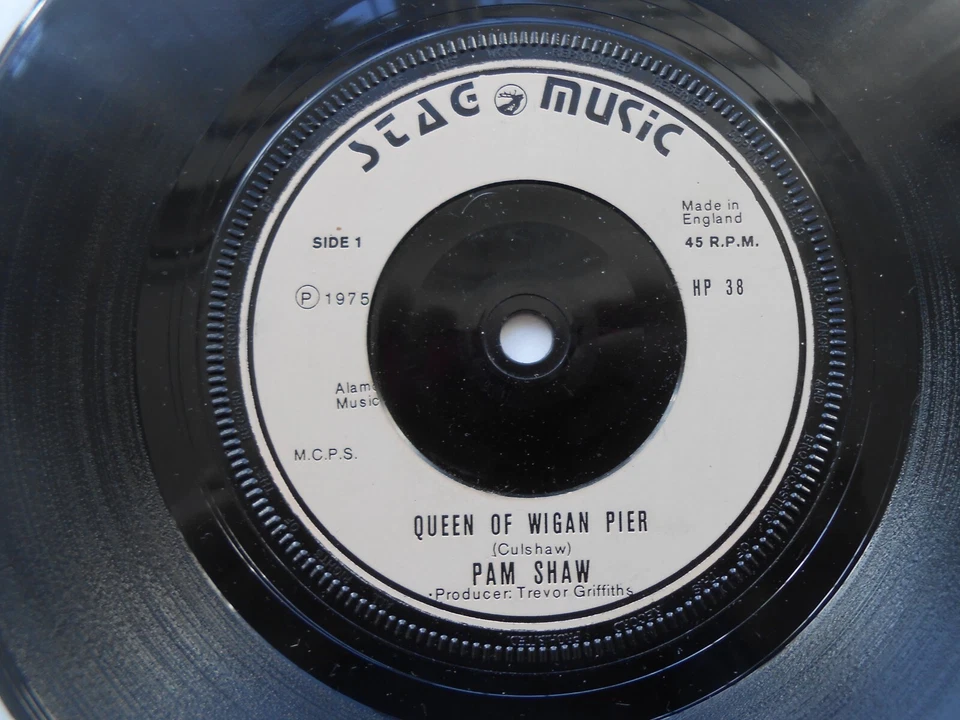 STAG MUSIC
Made in
England
SIDE 1
45 R.P.M.
Ⓟ 1975
HP 38
Music
M.C.P.S.
QUEEN OF WIGAN PIER
(Culshaw)
PAM SHAW
·Producer: Trevor Griffiths